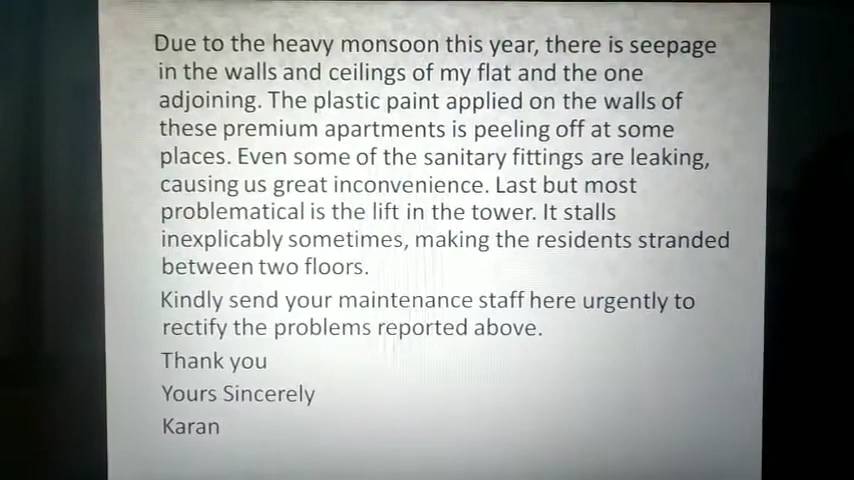 Due to the heavy monsoon this year, there is seepage
in the walls and ceilings of my flat and the one
adjoining. The plastic paint applied on the walls of
these premium apartments is peeling off at some
places. Even some of the sanitary fittings are leaking,
causing us great inconvenience. Last but most
problematical is the lift in the tower. It stalls
inexplicably sometimes, making the residents stranded
between two floors.
Kindly send your maintenance staff here urgently to
rectify the problems reported above.
Thank you
Yours Sincerely
Karan